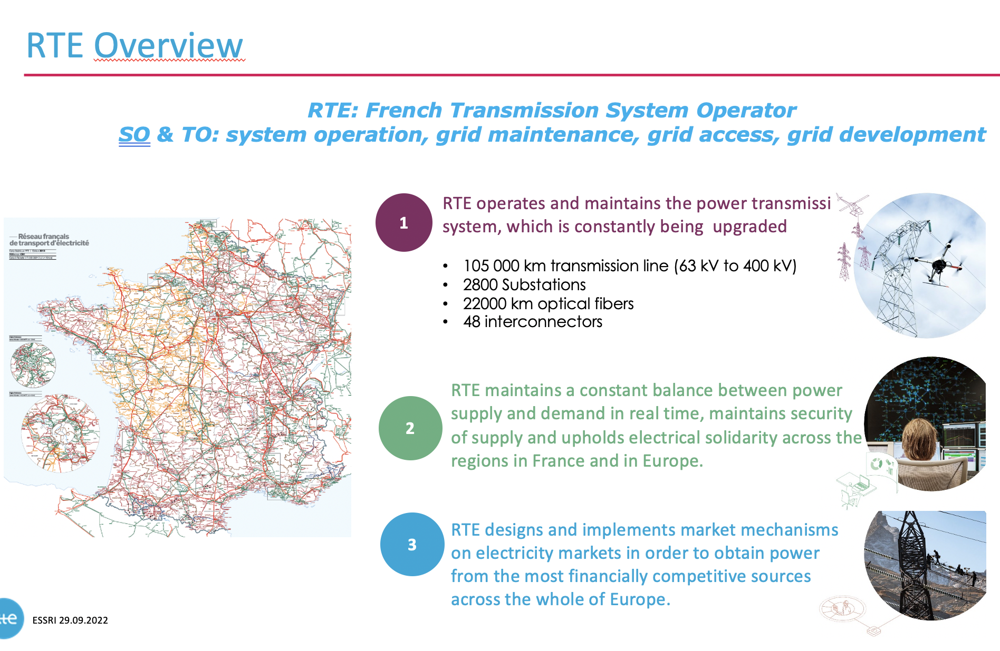 RTE Overview
RTE: French Transmission System Operator
SO & TO: system operation, grid maintenance, grid access, grid development
Réseau français
de transport d'électricité
1
RTE operates and maintains the power transmissi
system, which is constantly being upgraded
• 105 000 km transmission line (63 kV to 400 kV)
• 2800 Substations
• 22000 km optical fibers
• 48 interconnectors
2
RTE maintains a constant balance between power
supply and demand in real time, maintains security
of supply and upholds electrical solidarity across the
regions in France and in Europe.
3
RTE designs and implements market mechanisms
on electricity markets in order to obtain power
from the most financially competitive sources
across the whole of Europe.
ESSRI 29.09.2022